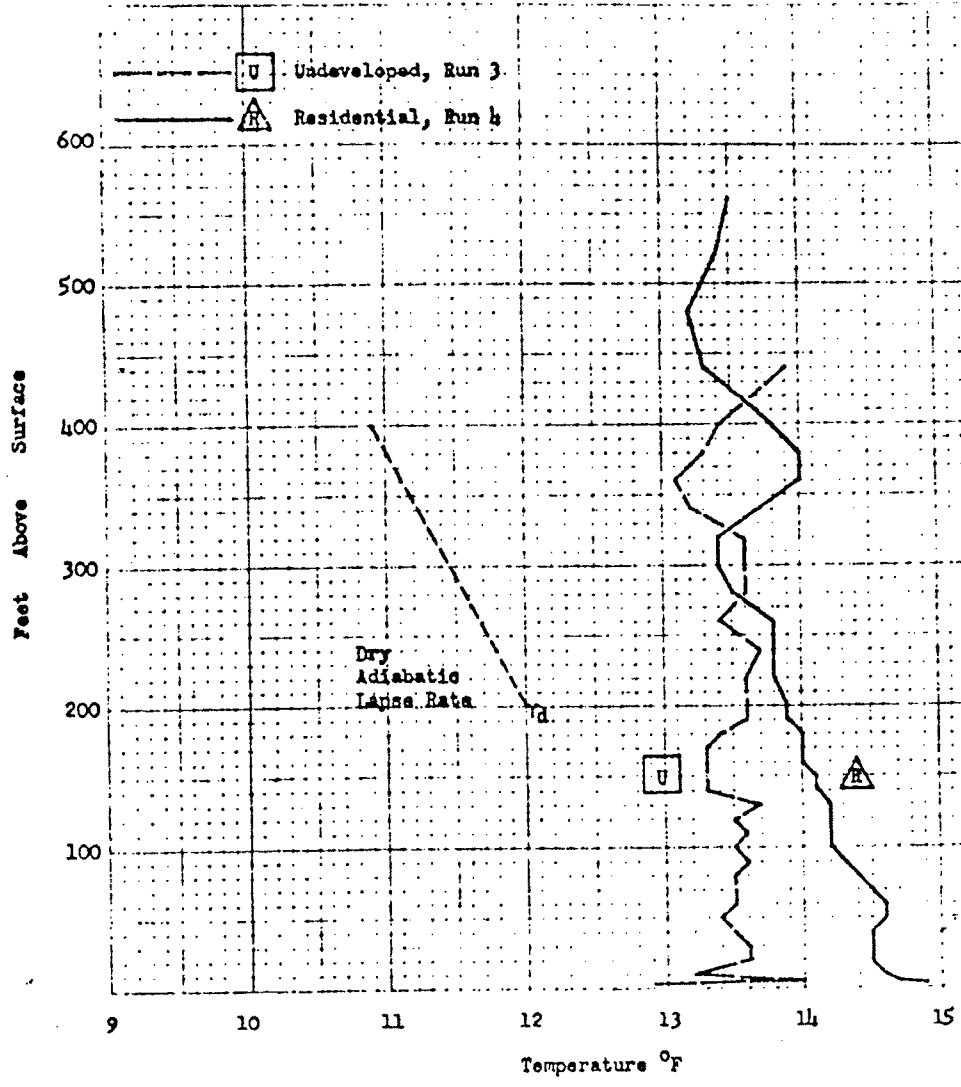 U Undeveloped, Run 3
R Residential, Run 4
600
500
400
300
200
100
Feet Above Surface
Dry
Adiabatic
Lapse Rate
d
U
R
9 10 11 12 13 14 15
Temperature °F